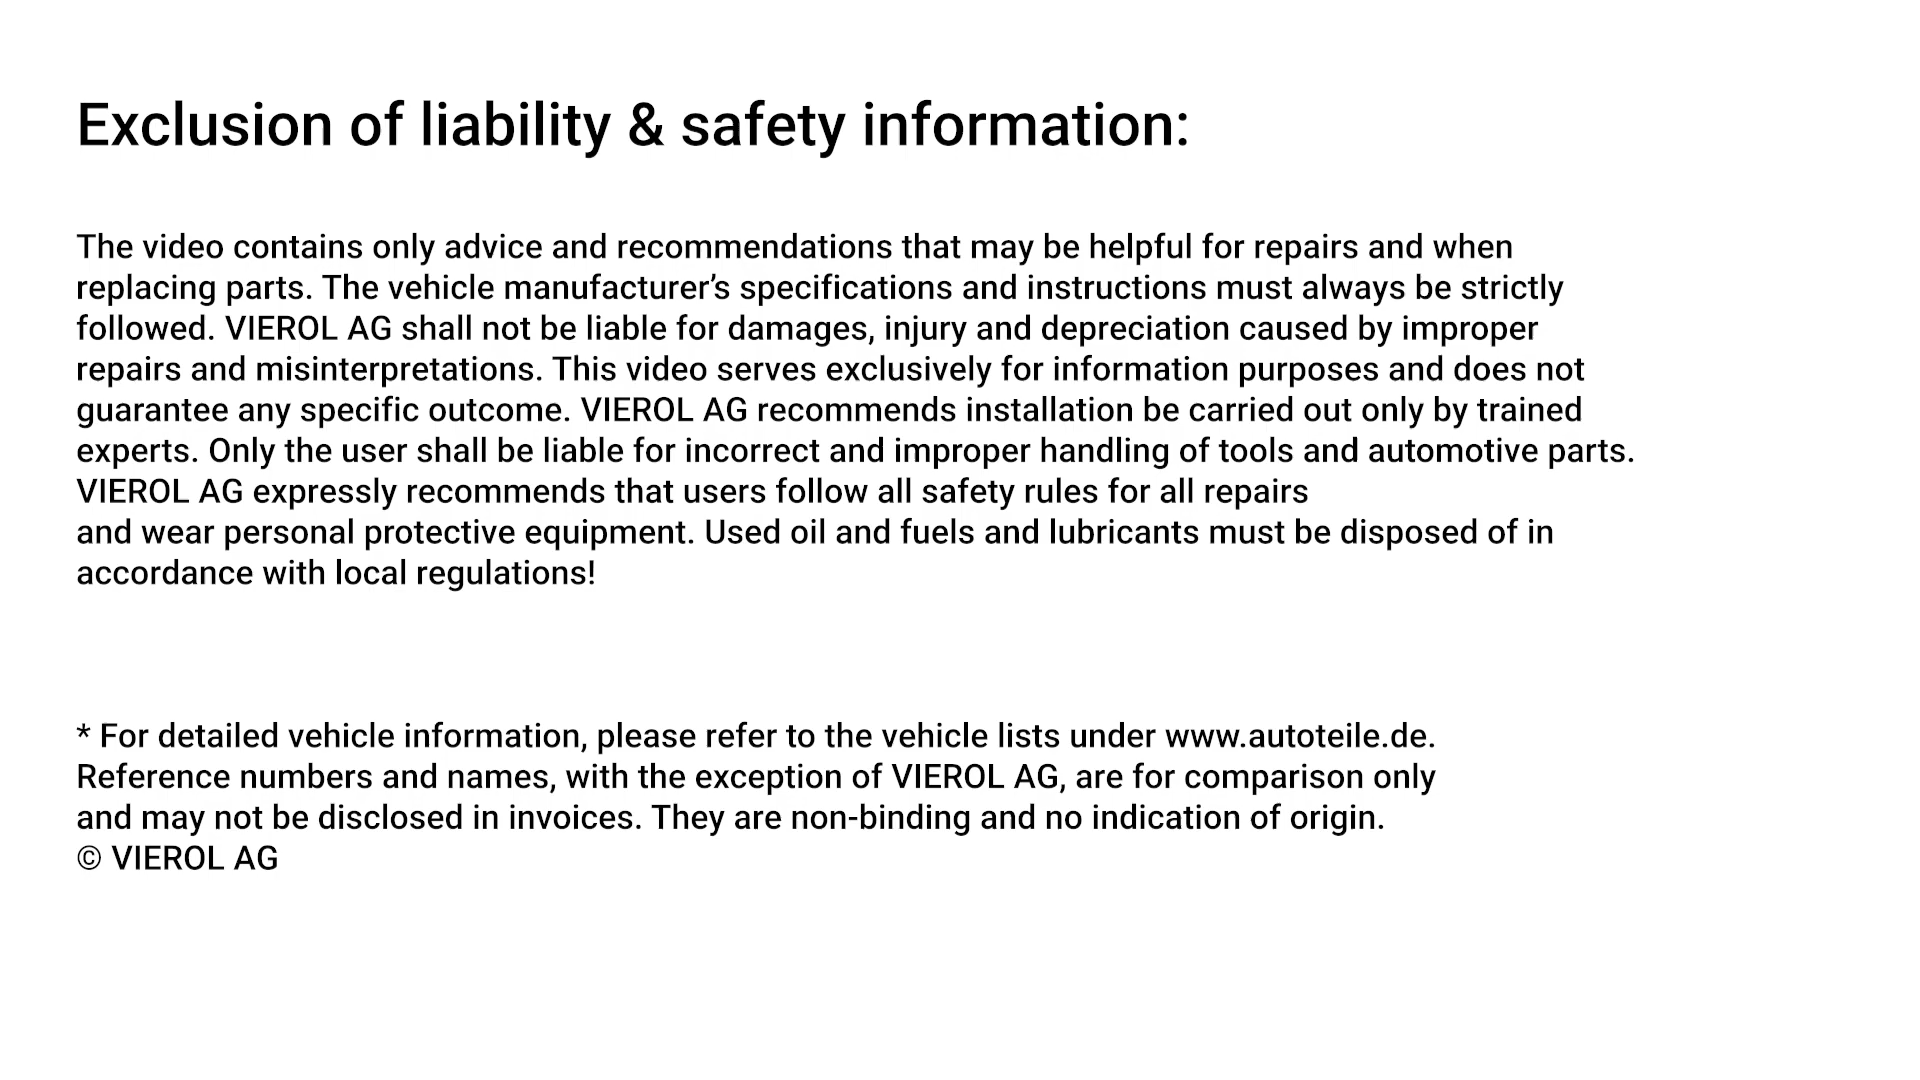 Exclusion of liability & safety information:
The video contains only advice and recommendations that may be helpful for repairs and when
replacing parts. The vehicle manufacturer’s specifications and instructions must always be strictly
followed. VIEROL AG shall not be liable for damages, injury and depreciation caused by improper
repairs and misinterpretations. This video serves exclusively for information purposes and does not
guarantee any specific outcome. VIEROL AG recommends installation be carried out only by trained
experts. Only the user shall be liable for incorrect and improper handling of tools and automotive parts.
VIEROL AG expressly recommends that users follow all safety rules for all repairs
and wear personal protective equipment. Used oil and fuels and lubricants must be disposed of in
accordance with local regulations!
* For detailed vehicle information, please refer to the vehicle lists under www.autoteile.de.
Reference numbers and names, with the exception of VIEROL AG, are for comparison only
and may not be disclosed in invoices. They are non-binding and no indication of origin.
© VIEROL AG